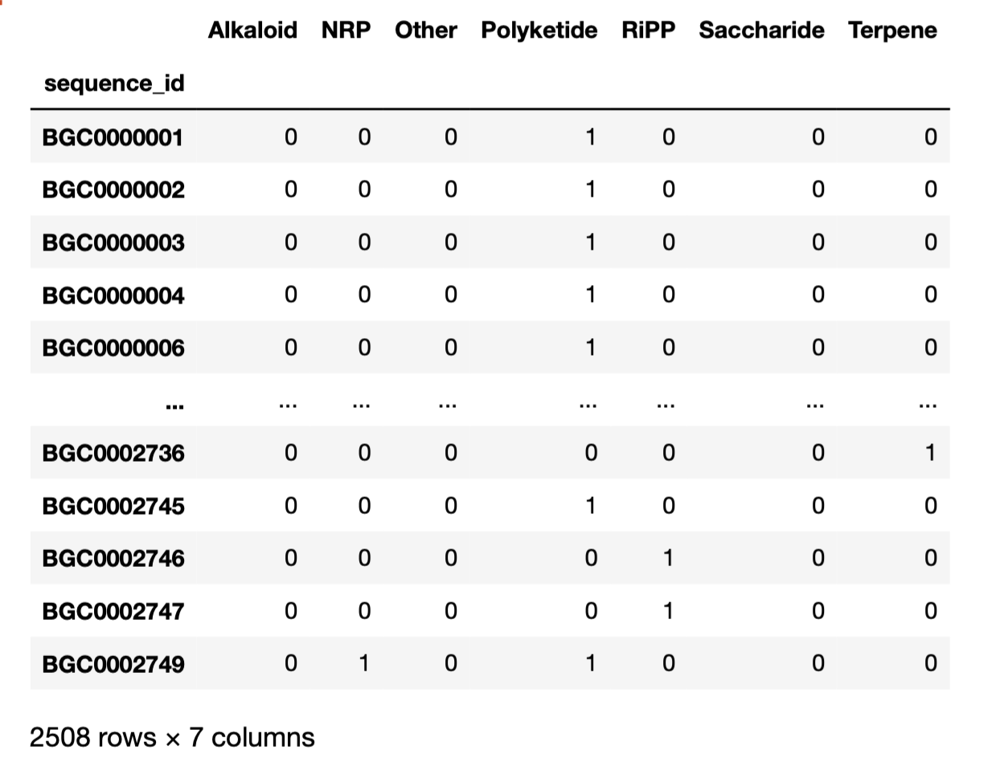 Alkaloid NRP Other Polyketide RiPP Saccharide Terpene
sequence_id
BGC0000001 0 0 0 1 0 0 0
BGC0000002 0 0 0 1 0 0 0
BGC0000003 0 0 0 1 0 0 0
BGC0000004 0 0 0 1 0 0 0
BGC0000006 0 0 0 1 0 0 0
... ... ... ... ... ... ... ...
BGC0002736 0 0 0 0 0 0 1
BGC0002745 0 0 0 1 0 0 0
BGC0002746 0 0 0 0 1 0 0
BGC0002747 0 0 0 0 1 0 0
BGC0002749 0 1 0 1 0 0 0
2508 rows × 7 columns